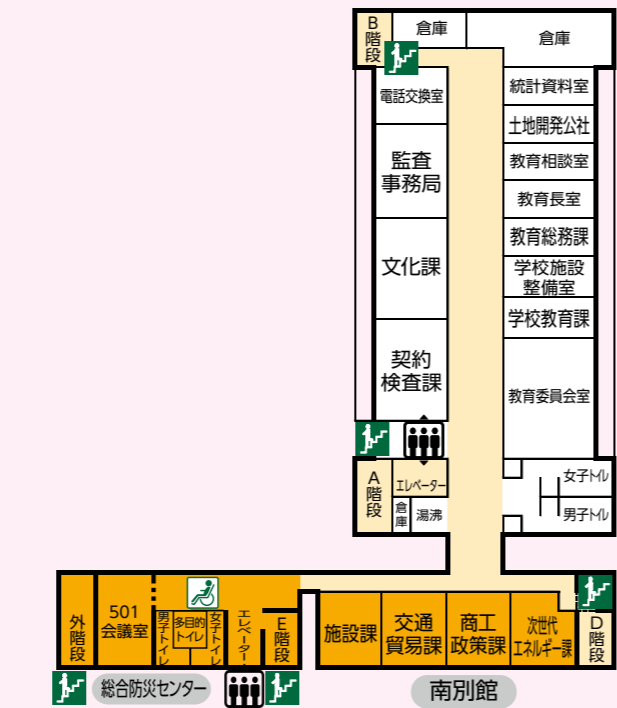 B階段
倉庫
倉庫
電話交換室
統計資料室
土地開発公社
監査
事務局
教育相談室
教育長室
文化課
教育総務課
学校施設
整備室
学校教育課
契約
検査課
教育委員会室
A階段
エレベーター
倉庫
湯沸
女子トイレ
男子トイレ
外階段
501
会議室
男子トイレ
多目的
トイレ
女子トイレ
エレベーター
E階段
施設課
交通
貿易課
商工
政策課
次世代
エネルギー課
D階段
総合防災センター
南別館